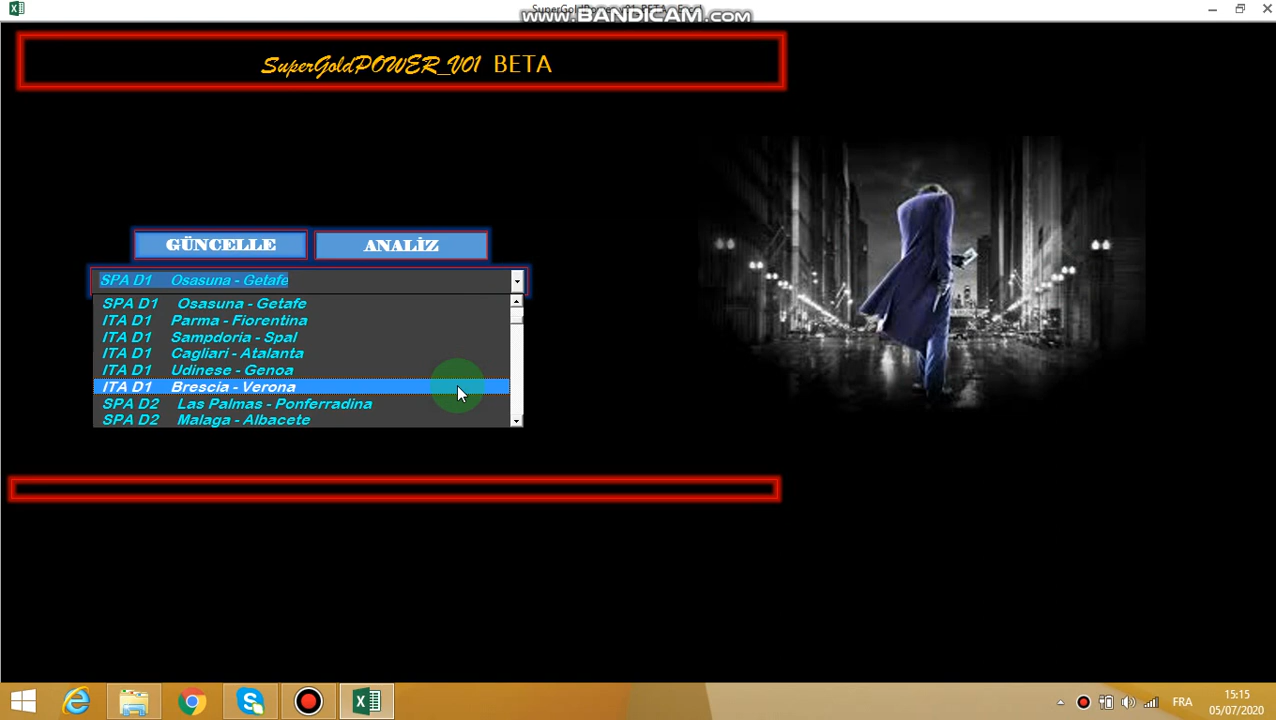 www.BANDICAM.com
SuperGoldPOWER_V01 BETA
GÜNCELLE
ANALİZ
SPA D1 Osasuna - Getafe
SPA D1 Osasuna - Getafe
ITA D1 Parma - Fiorentina
ITA D1 Sampdoria - Spal
ITA D1 Cagliari - Atalanta
ITA D1 Udinese - Genoa
ITA D1 Brescia - Verona
SPA D2 Las Palmas - Ponferradina
SPA D2 Malaga - Albacete
FRA
15:15
05/07/2020